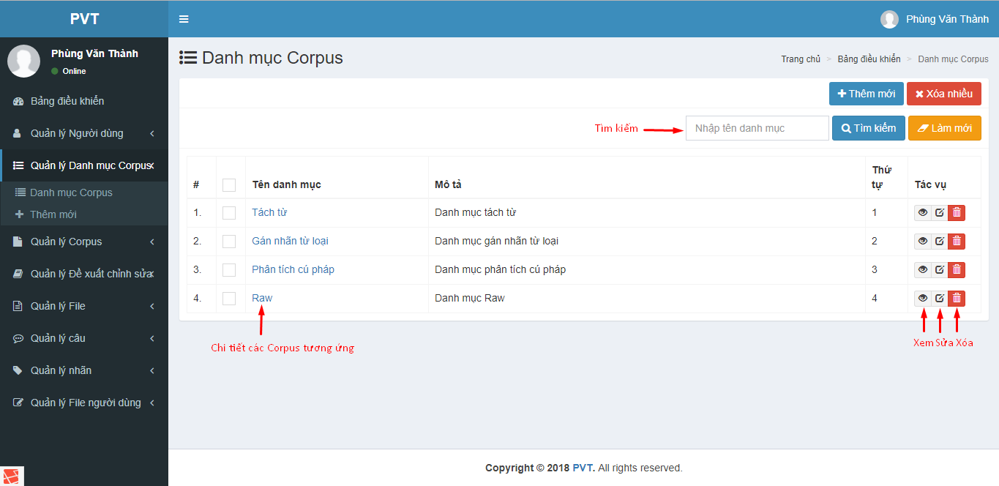 PVT
Phùng Văn Thành
Phùng Văn Thành
Online
Bảng điều khiển
Quản lý Người dùng
Quản lý Danh mục Corpus
Danh mục Corpus
Thêm mới
Quản lý Corpus
Quản lý Đề xuất chỉnh sửa
Quản lý File
Quản lý câu
Quản lý nhãn
Quản lý File người dùng
Danh mục Corpus
Trang chủ > Bảng điều khiển > Danh mục Corpus
Thêm mới Xóa nhiều
Tìm kiếm Nhập tên danh mục Tìm kiếm Làm mới
# Tên danh mục Mô tả Thứ tự Tác vụ
1. Tách từ Danh mục tách từ 1
2. Gán nhãn từ loại Danh mục gán nhãn từ loại 2
3. Phân tích cú pháp Danh mục phân tích cú pháp 3
4. Raw Danh mục Raw 4
Chi tiết các Corpus tương ứng
Xem Sửa Xóa
Copyright © 2018 PVT. All rights reserved.